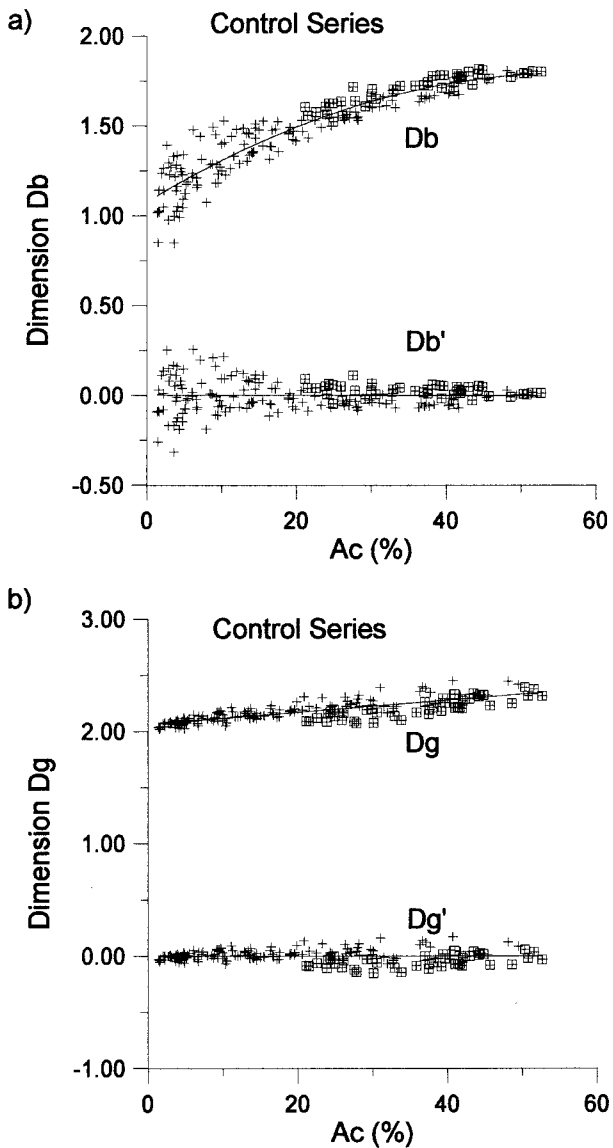 a)
Control Series
2.00
1.50
1.00
0.50
0.00
-0.50
Dimension Db
Db
Db'
0
20
40
60
Ac (%)
b)
Control Series
3.00
2.00
1.00
0.00
-1.00
Dimension Dg
Dg
Dg'
0
20
40
60
Ac (%)